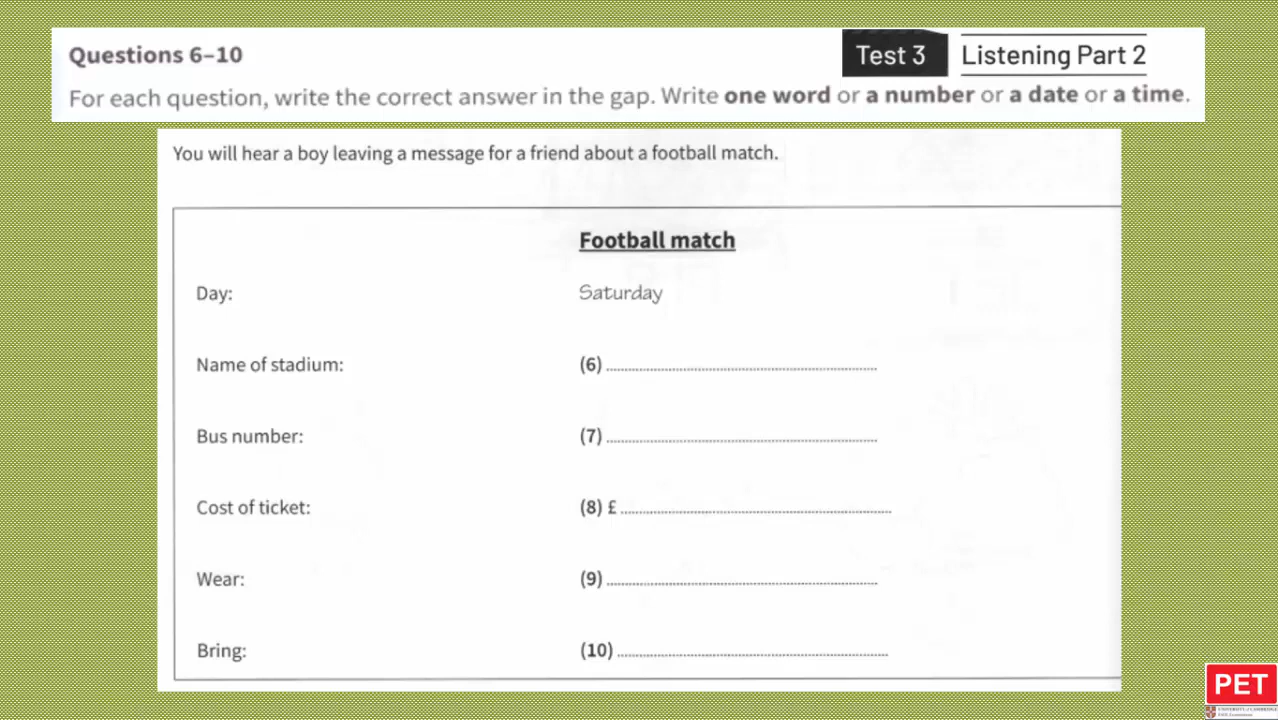 Questions 6–10
Test 3
Listening Part 2
For each question, write the correct answer in the gap. Write one word or a number or a date or a time.
You will hear a boy leaving a message for a friend about a football match.
Football match
Day: Saturday
Name of stadium: (6) ............................................................
Bus number: (7) ............................................................
Cost of ticket: (8) £ ............................................................
Wear: (9) ............................................................
Bring: (10) ............................................................
PET